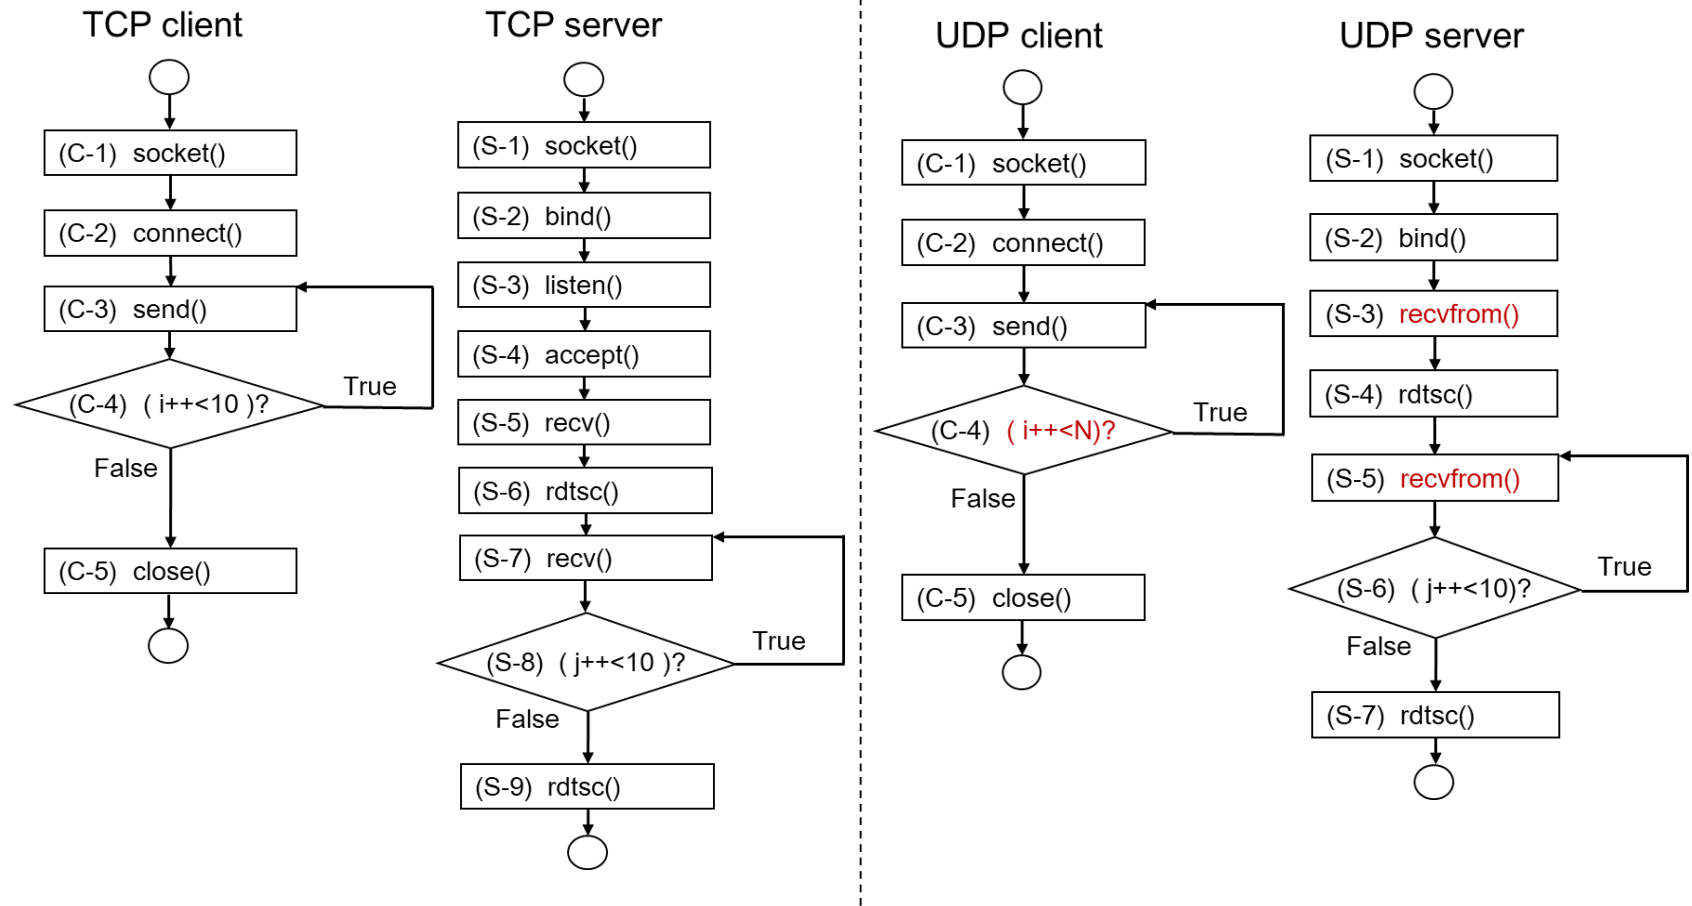 TCP client
(C-1) socket()
(C-2) connect()
(C-3) send()
(C-4) ( i++<10 )?
True
False
(C-5) close()
TCP server
(S-1) socket()
(S-2) bind()
(S-3) listen()
(S-4) accept()
(S-5) recv()
(S-6) rdtsc()
(S-7) recv()
(S-8) ( j++<10 )?
True
False
(S-9) rdtsc()
UDP client
(C-1) socket()
(C-2) connect()
(C-3) send()
(C-4) ( i++<N)?
True
False
(C-5) close()
UDP server
(S-1) socket()
(S-2) bind()
(S-3) recvfrom()
(S-4) rdtsc()
(S-5) recvfrom()
(S-6) ( j++<10)?
True
False
(S-7) rdtsc()